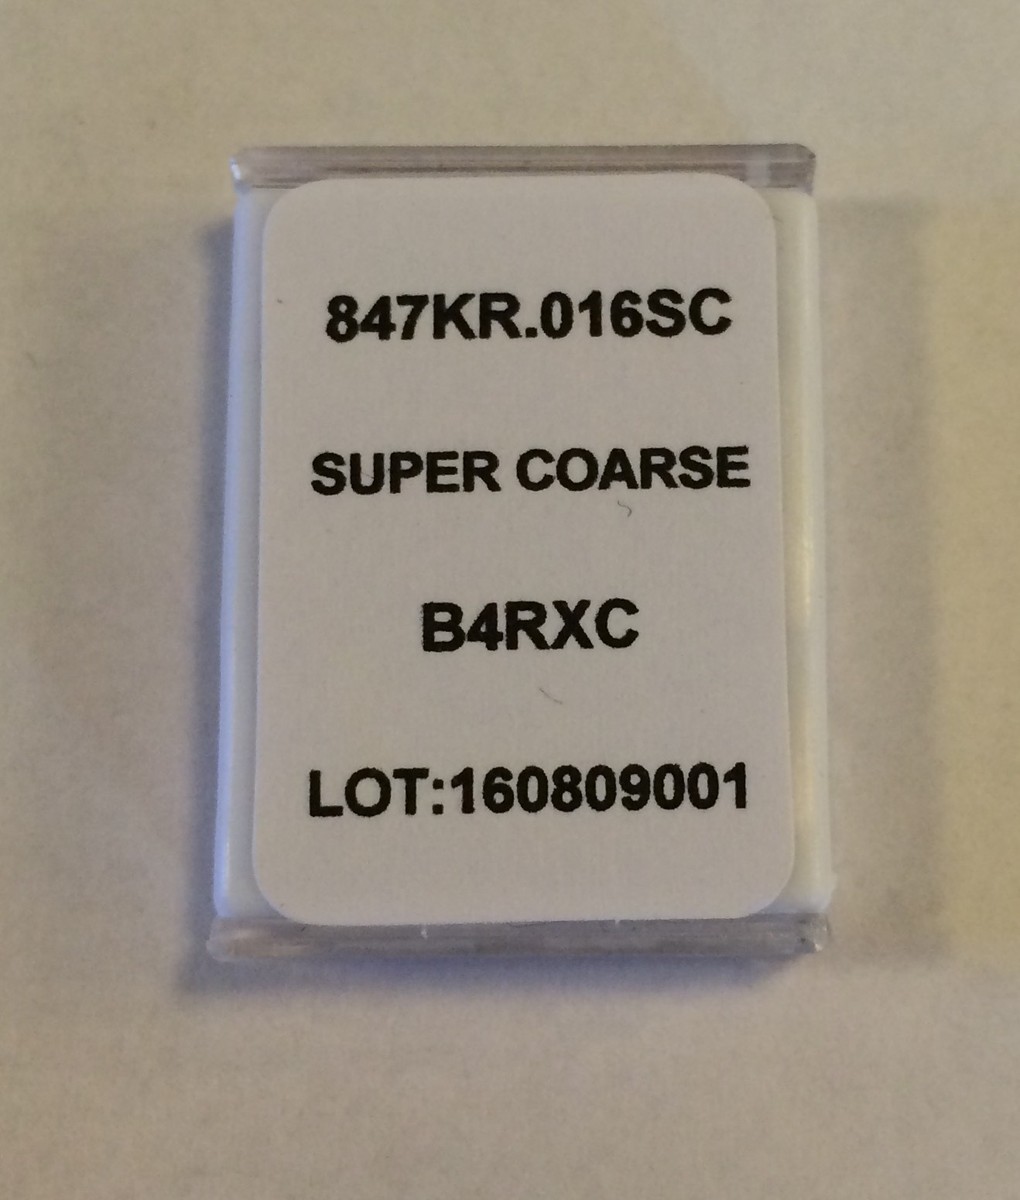 847KR.016SC
SUPER COARSE
B4RXC
LOT:160809001